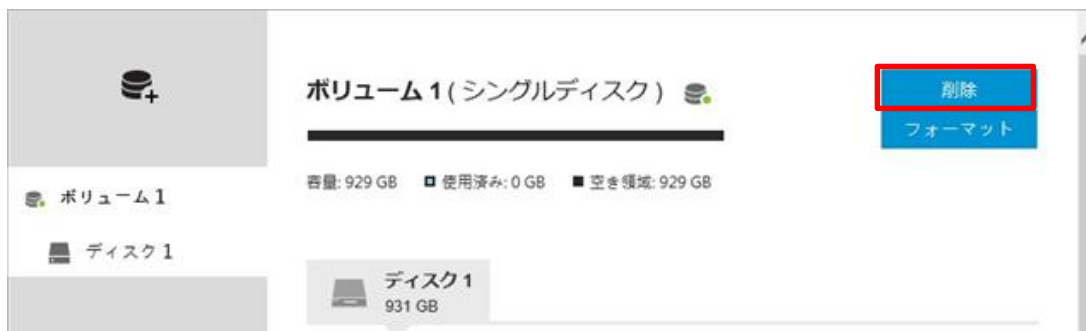 ボリューム 1 ( シングルディスク )
削除
フォーマット
容量: 929 GB 使用済み: 0 GB 空き領域: 929 GB
ボリューム 1
ディスク 1
ディスク 1
931 GB